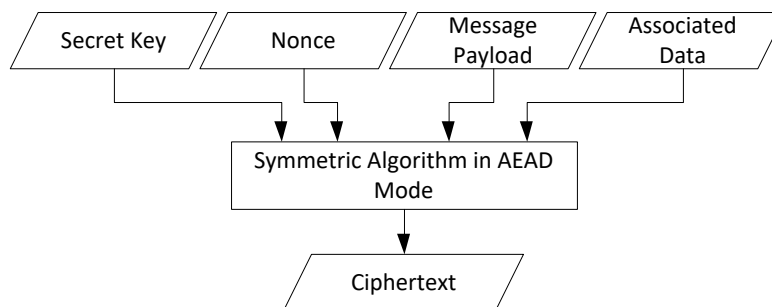 Secret Key
Nonce
Message
Payload
Associated
Data
Symmetric Algorithm in AEAD
Mode
Ciphertext